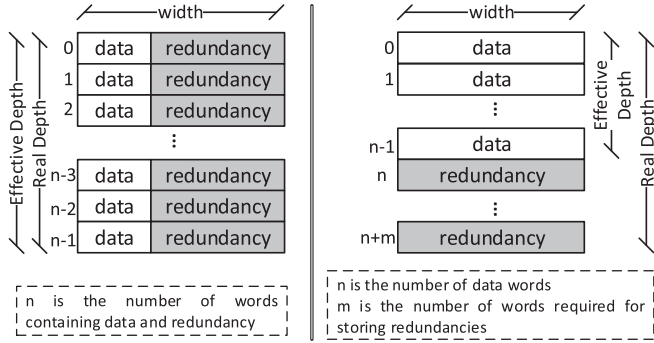 width
0 data redundancy
1 data redundancy
2 data redundancy
⋮
n-3 data redundancy
n-2 data redundancy
n-1 data redundancy
Effective Depth
Real Depth
n is the number of words
containing data and redundancy
width
0 data
1 data
⋮
n-1 data
n redundancy
⋮
n+m redundancy
Effective
Depth
Real Depth
n is the number of data words
m is the number of words required for
storing redundancies